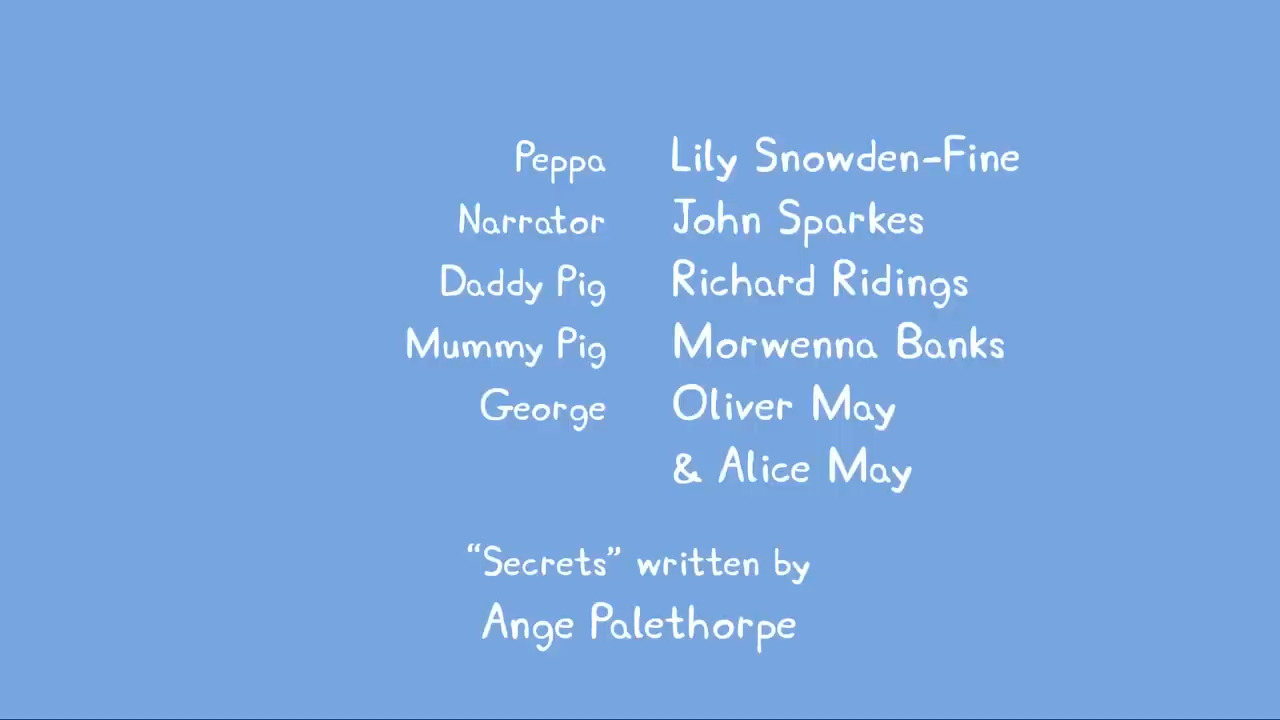 Peppa Lily Snowden-Fine
Narrator John Sparkes
Daddy Pig Richard Ridings
Mummy Pig Morwenna Banks
George Oliver May
& Alice May
“Secrets” written by
Ange Palethorpe